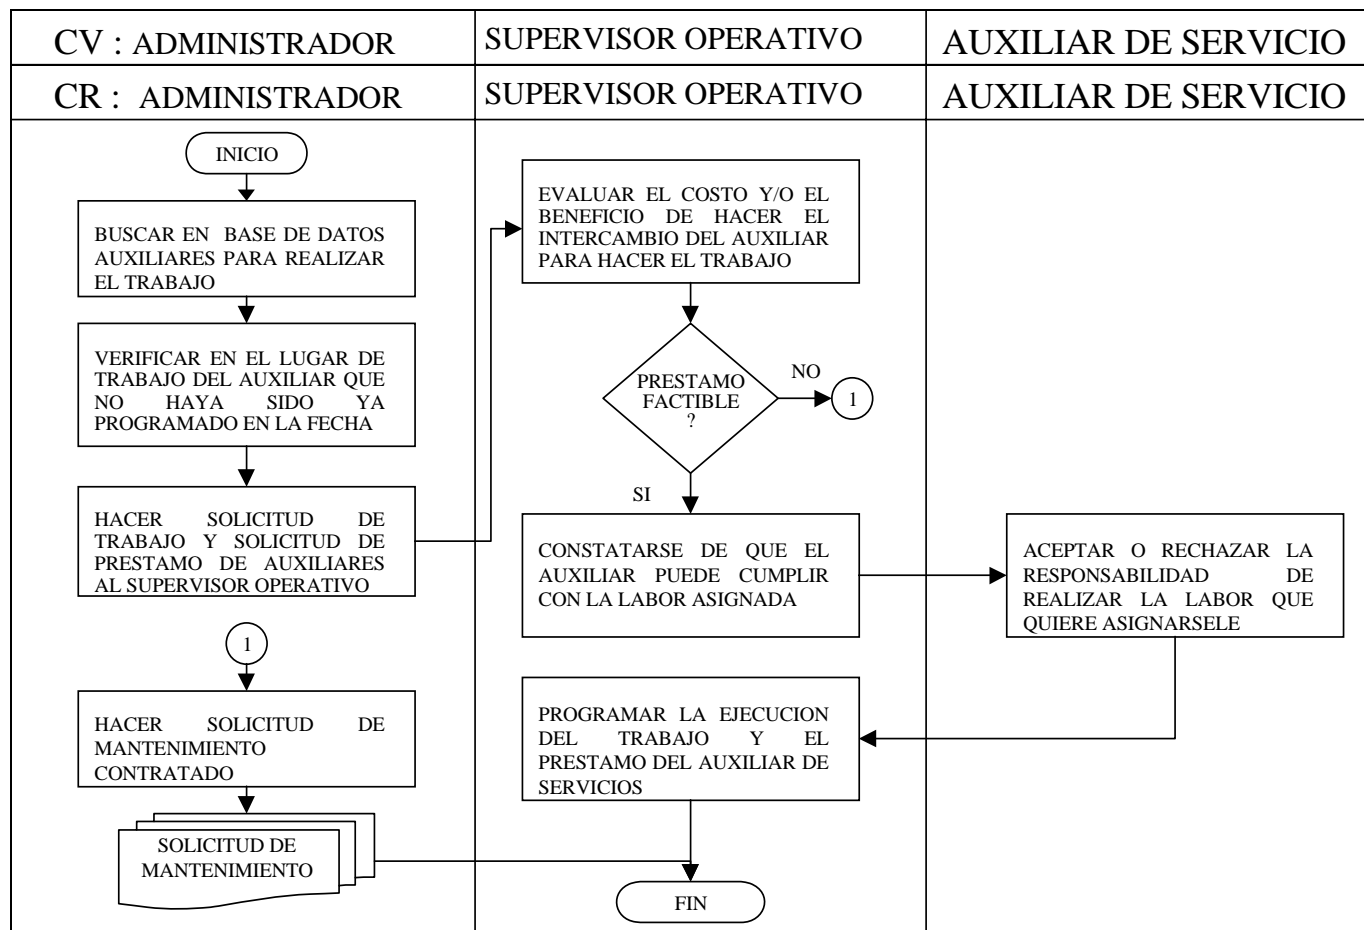 CV : ADMINISTRADOR
SUPERVISOR OPERATIVO
AUXILIAR DE SERVICIO
CR : ADMINISTRADOR
SUPERVISOR OPERATIVO
AUXILIAR DE SERVICIO
INICIO
BUSCAR EN BASE DE DATOS
AUXILIARES PARA REALIZAR
EL TRABAJO
VERIFICAR EN EL LUGAR DE
TRABAJO DEL AUXILIAR QUE
NO HAYA SIDO YA
PROGRAMADO EN LA FECHA
HACER SOLICITUD DE
TRABAJO Y SOLICITUD DE
PRESTAMO DE AUXILIARES
AL SUPERVISOR OPERATIVO
1
HACER SOLICITUD DE
MANTENIMIENTO
CONTRATADO
SOLICITUD DE
MANTENIMIENTO
EVALUAR EL COSTO Y/O EL
BENEFICIO DE HACER EL
INTERCAMBIO DEL AUXILIAR
PARA HACER EL TRABAJO
PRESTAMO
FACTIBLE
?
NO
1
SI
CONSTATARSE DE QUE EL
AUXILIAR PUEDE CUMPLIR
CON LA LABOR ASIGNADA
PROGRAMAR LA EJECUCION
DEL TRABAJO Y EL
PRESTAMO DEL AUXILIAR DE
SERVICIOS
FIN
ACEPTAR O RECHAZAR LA
RESPONSABILIDAD DE
REALIZAR LA LABOR QUE
QUIERE ASIGNARSELE